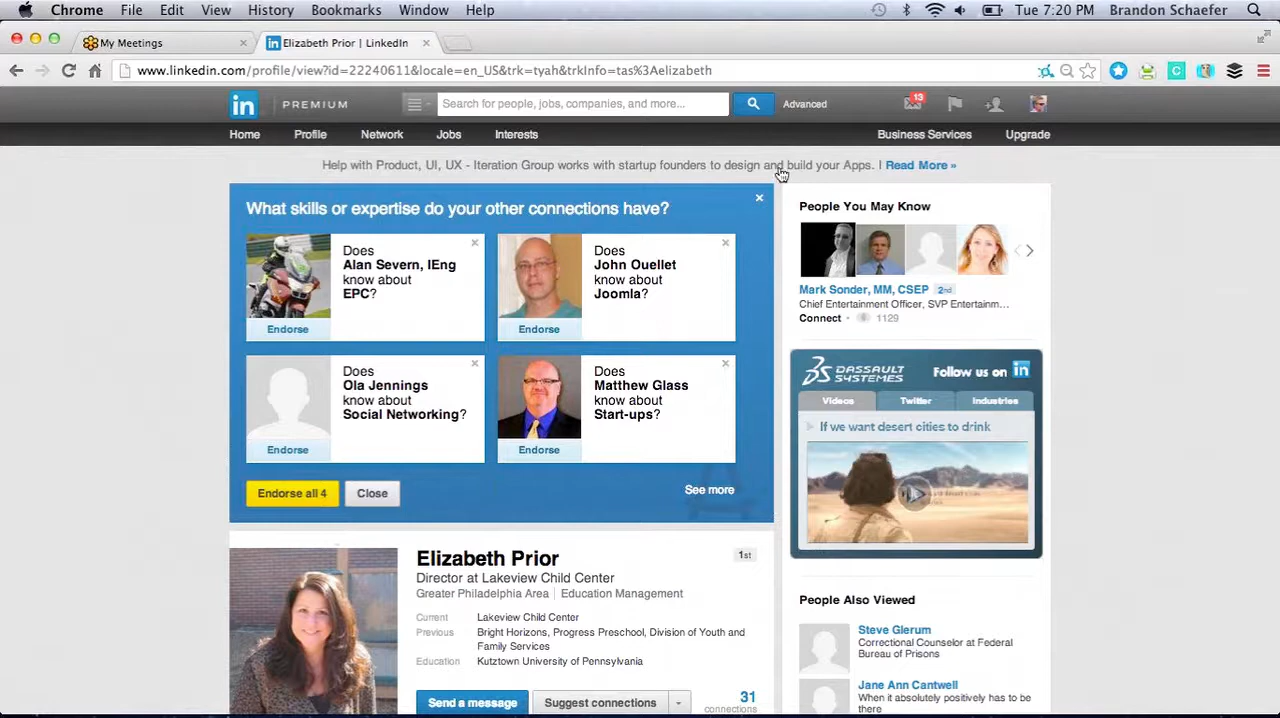 Chrome File Edit View History Bookmarks Window Help Tue 7:20 PM Brandon Schaefer
My Meetings
Elizabeth Prior | LinkedIn
www.linkedin.com/profile/view?id=22240611&locale=en_US&trk=tyah&trkInfo=tas%3Aelizabeth
in PREMIUM Search for people, jobs, companies, and more... Advanced 13
Home Profile Network Jobs Interests Business Services Upgrade
Help with Product, UI, UX - Iteration Group works with startup founders to design and build your Apps. I Read More »
What skills or expertise do your other connections have?
Does
Alan Severn, IEng
know about
EPC?
Endorse
Does
John Ouellet
know about
Joomla?
Endorse
Does
Ola Jennings
know about
Social Networking?
Endorse
Does
Matthew Glass
know about
Start-ups?
Endorse
Endorse all 4
Close
See more
Elizabeth Prior
1st
Director at Lakeview Child Center
Greater Philadelphia Area | Education Management
Current Lakeview Child Center
Previous Bright Horizons, Progress Preschool, Division of Youth and
Family Services
Education Kutztown University of Pennsylvania
Send a message
Suggest connections
31
connections
People You May Know
Mark Sonder, MM, CSEP 2nd
Chief Entertainment Officer, SVP Entertainm...
Connect · 1129
DASSAULT
SYSTEMES
Follow us on in
Videos Twitter Industries
If we want desert cities to drink
People Also Viewed
Steve Glerum
Correctional Counselor at Federal
Bureau of Prisons
Jane Ann Cantwell
When it absolutely positively has to be
there